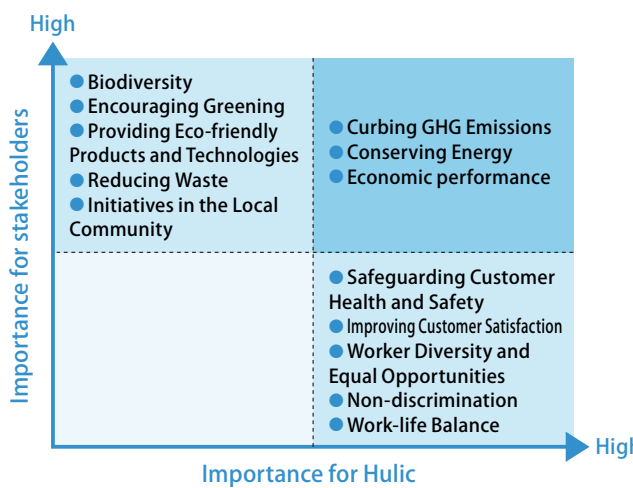 High
Importance for stakeholders
● Biodiversity
● Encouraging Greening
● Providing Eco-friendly
Products and Technologies
● Reducing Waste
● Initiatives in the Local
Community
● Curbing GHG Emissions
● Conserving Energy
● Economic performance
● Safeguarding Customer
Health and Safety
● Improving Customer Satisfaction
● Worker Diversity and
Equal Opportunities
● Non-discrimination
● Work-life Balance
High
Importance for Hulic